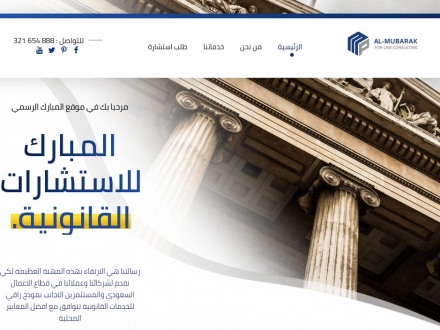 AL-MUBARAK
FOR LAW CONSULTING
الرئيسية
من نحن
خدماتنا
طلب استشارة
للتواصل : 888 654 321
مرحبا بك في موقع المبارك الرسمي
المبارك
للاستشارات
القانونية.
رسالتنا هي الارتقاء بهذه المهنة العظيمة لكي
نقدم لشركائنا وعملائنا في قطاع الاعمال
السعودي والمستثمرين الاجانب نموذج راقي
للخدمات القانونية تتوافق مع افضل المعايير
المحلية